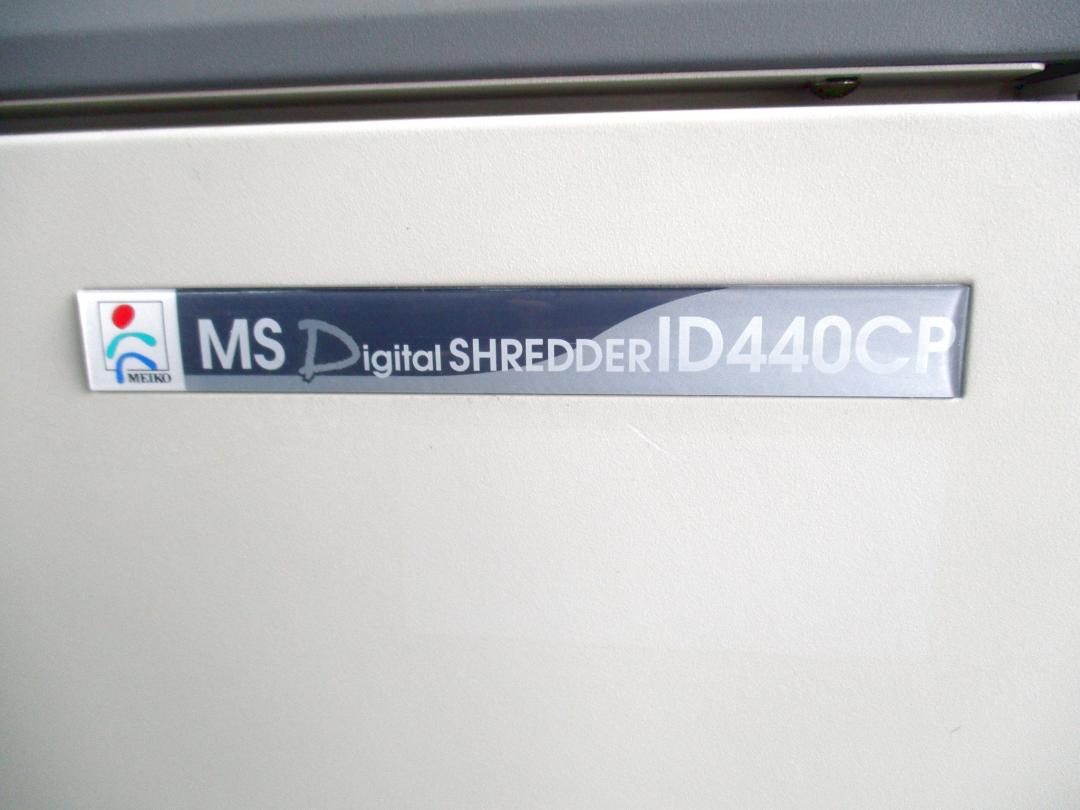 MEIKO
MS Digital SHREDDER ID440CP